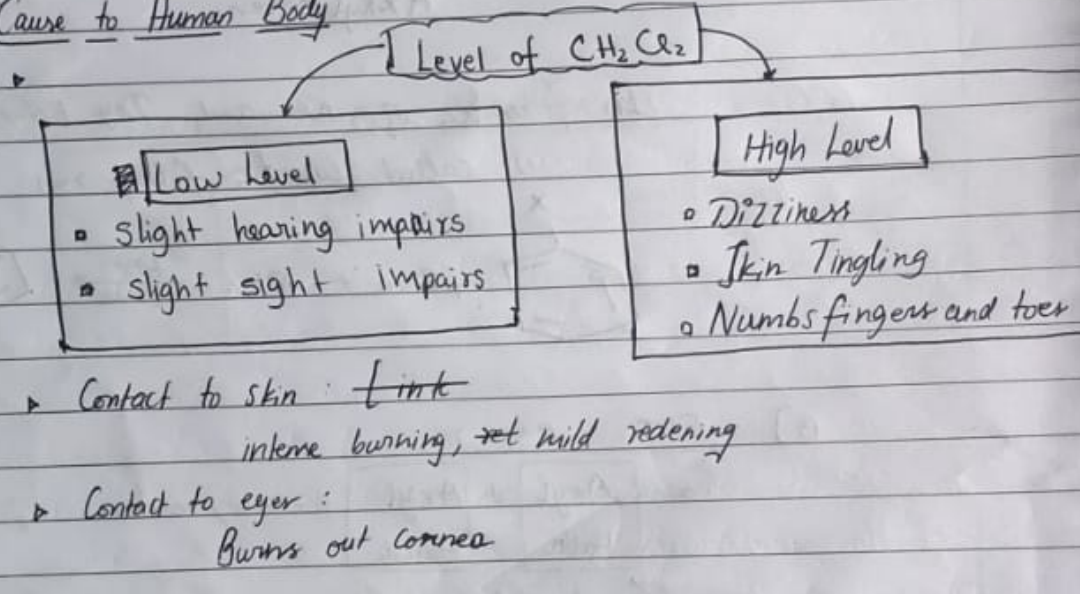 Cause to Human Body
Level of CH₂Cl₂
Low Level
slight hearing impairs
slight sight impairs
High Level
Dizziness
Skin Tingling
Numbs fingers and toes
Contact to skin :
intense burning, mild redening
Contact to eyes :
Burns out cornea